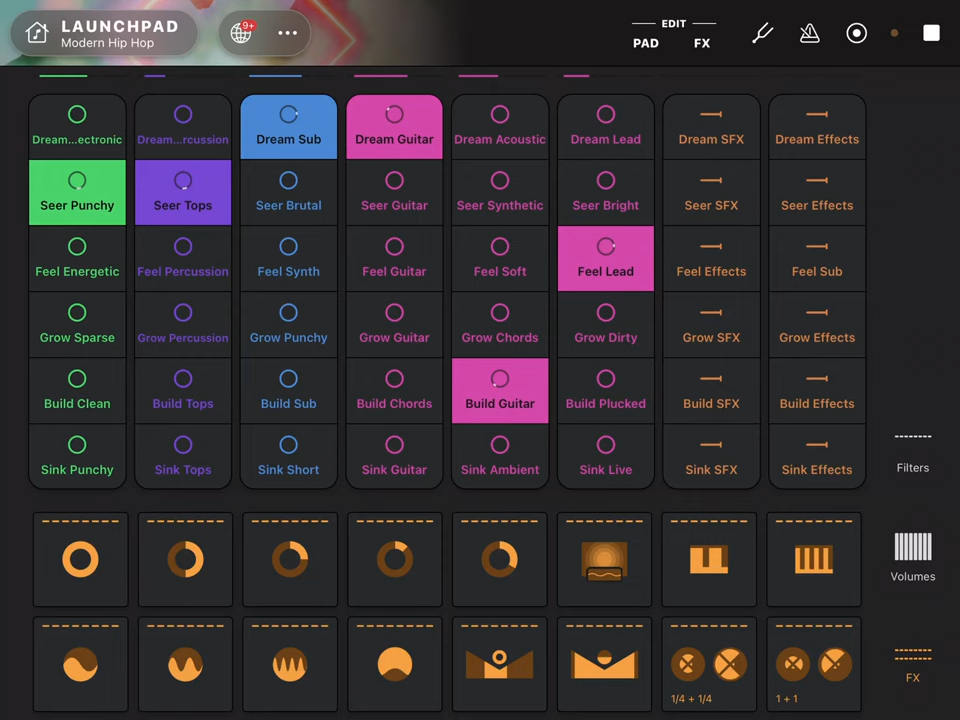 LAUNCHPAD
Modern Hip Hop
9+
EDIT
PAD FX
Dream...ectronic Dream...rcussion Dream Sub Dream Guitar Dream Acoustic Dream Lead Dream SFX Dream Effects
Seer Punchy Seer Tops Seer Brutal Seer Guitar Seer Synthetic Seer Bright Seer SFX Seer Effects
Feel Energetic Feel Percussion Feel Synth Feel Guitar Feel Soft Feel Lead Feel Effects Feel Sub
Grow Sparse Grow Percussion Grow Punchy Grow Guitar Grow Chords Grow Dirty Grow SFX Grow Effects
Build Clean Build Tops Build Sub Build Chords Build Guitar Build Plucked Build SFX Build Effects
Sink Punchy Sink Tops Sink Short Sink Guitar Sink Ambient Sink Live Sink SFX Sink Effects
Filters
Volumes
FX
1/4 + 1/4 1 + 1